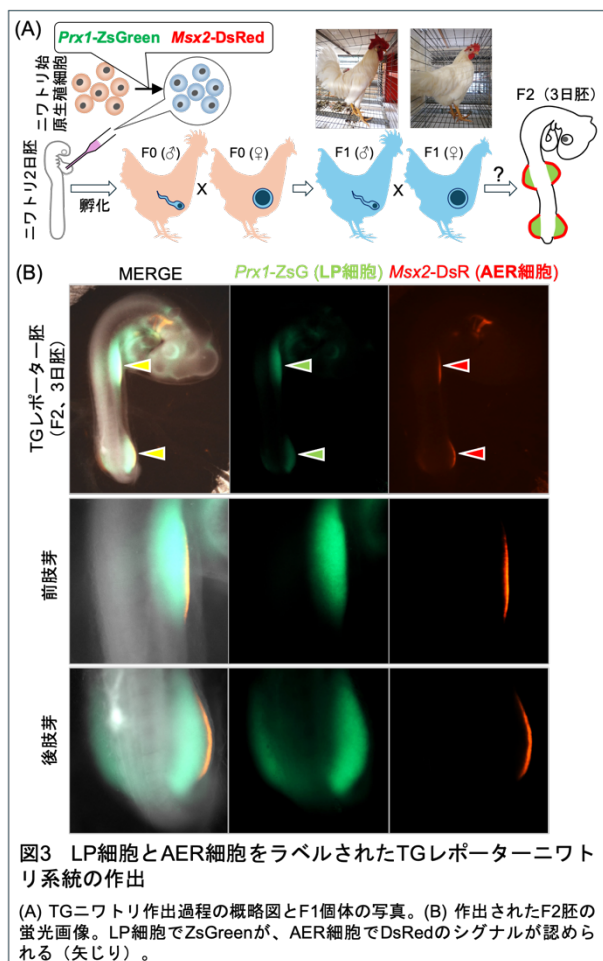 (A)
Prx1-ZsGreen Msx2-DsRed
ニワトリ始
原生殖細胞
ニワトリ2日胚
孵化
F0 (♂)
X
F0 (♀)
F1 (♂)
X
F1 (♀)
?
F2（3日胚）
(B)
MERGE
Prx1-ZsG (LP細胞)
Msx2-DsR (AER細胞)
TGレポーター胚
(F2、3日胚)
前肢芽
後肢芽
図3 LP細胞とAER細胞をラベルされたTGレポーターニワト
リ系統の作出
(A) TGニワトリ作出過程の概略図とF1個体の写真。(B) 作出されたF2胚の
蛍光画像。LP細胞でZsGreenが、AER細胞でDsRedのシグナルが認めら
れる（矢じり）。